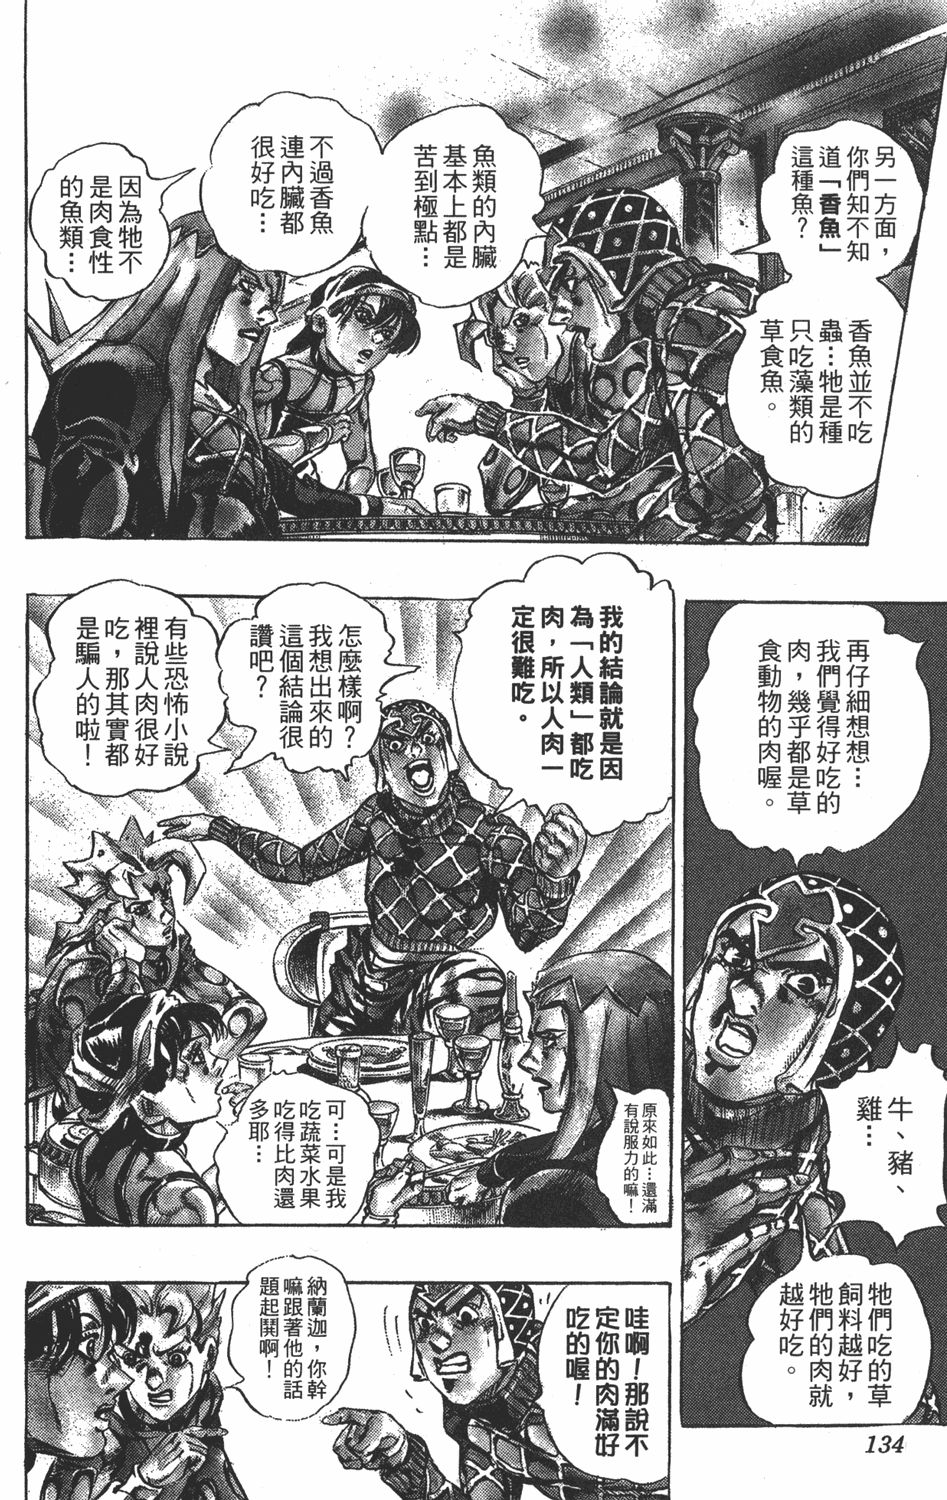 另一方面，
你們知不知
道「香魚」
這種魚？
香魚並不吃
蟲…牠是種
只吃藻類的
草食魚。
魚類的內臟
基本上都是
苦到極點…
不過香魚
連內臟都
很好吃…
因為牠不
是肉食性
的魚類…
再仔細想想…
我們覺得好吃的
肉，幾乎都是草
食動物的肉喔。
牛、豬、
雞…
牠們吃的草
飼料越好，
牠們的肉就
越好吃。
我的結論就是因
為「人類」都吃
肉，所以人肉一
定很難吃。
怎麼樣啊？
我想出來的
這個結論很
讚吧？
有些恐怖小說
裡說人肉很好
吃，那其實都
是騙人的啦！
原來如此…還滿
有說服力的嘛！
可…可是我
吃蔬菜水果
吃得比肉還
多耶…
哇啊！那說不
定你的肉滿好
吃的喔！
納蘭迦，你幹
嘛跟著他的話
題起鬨啊！
134